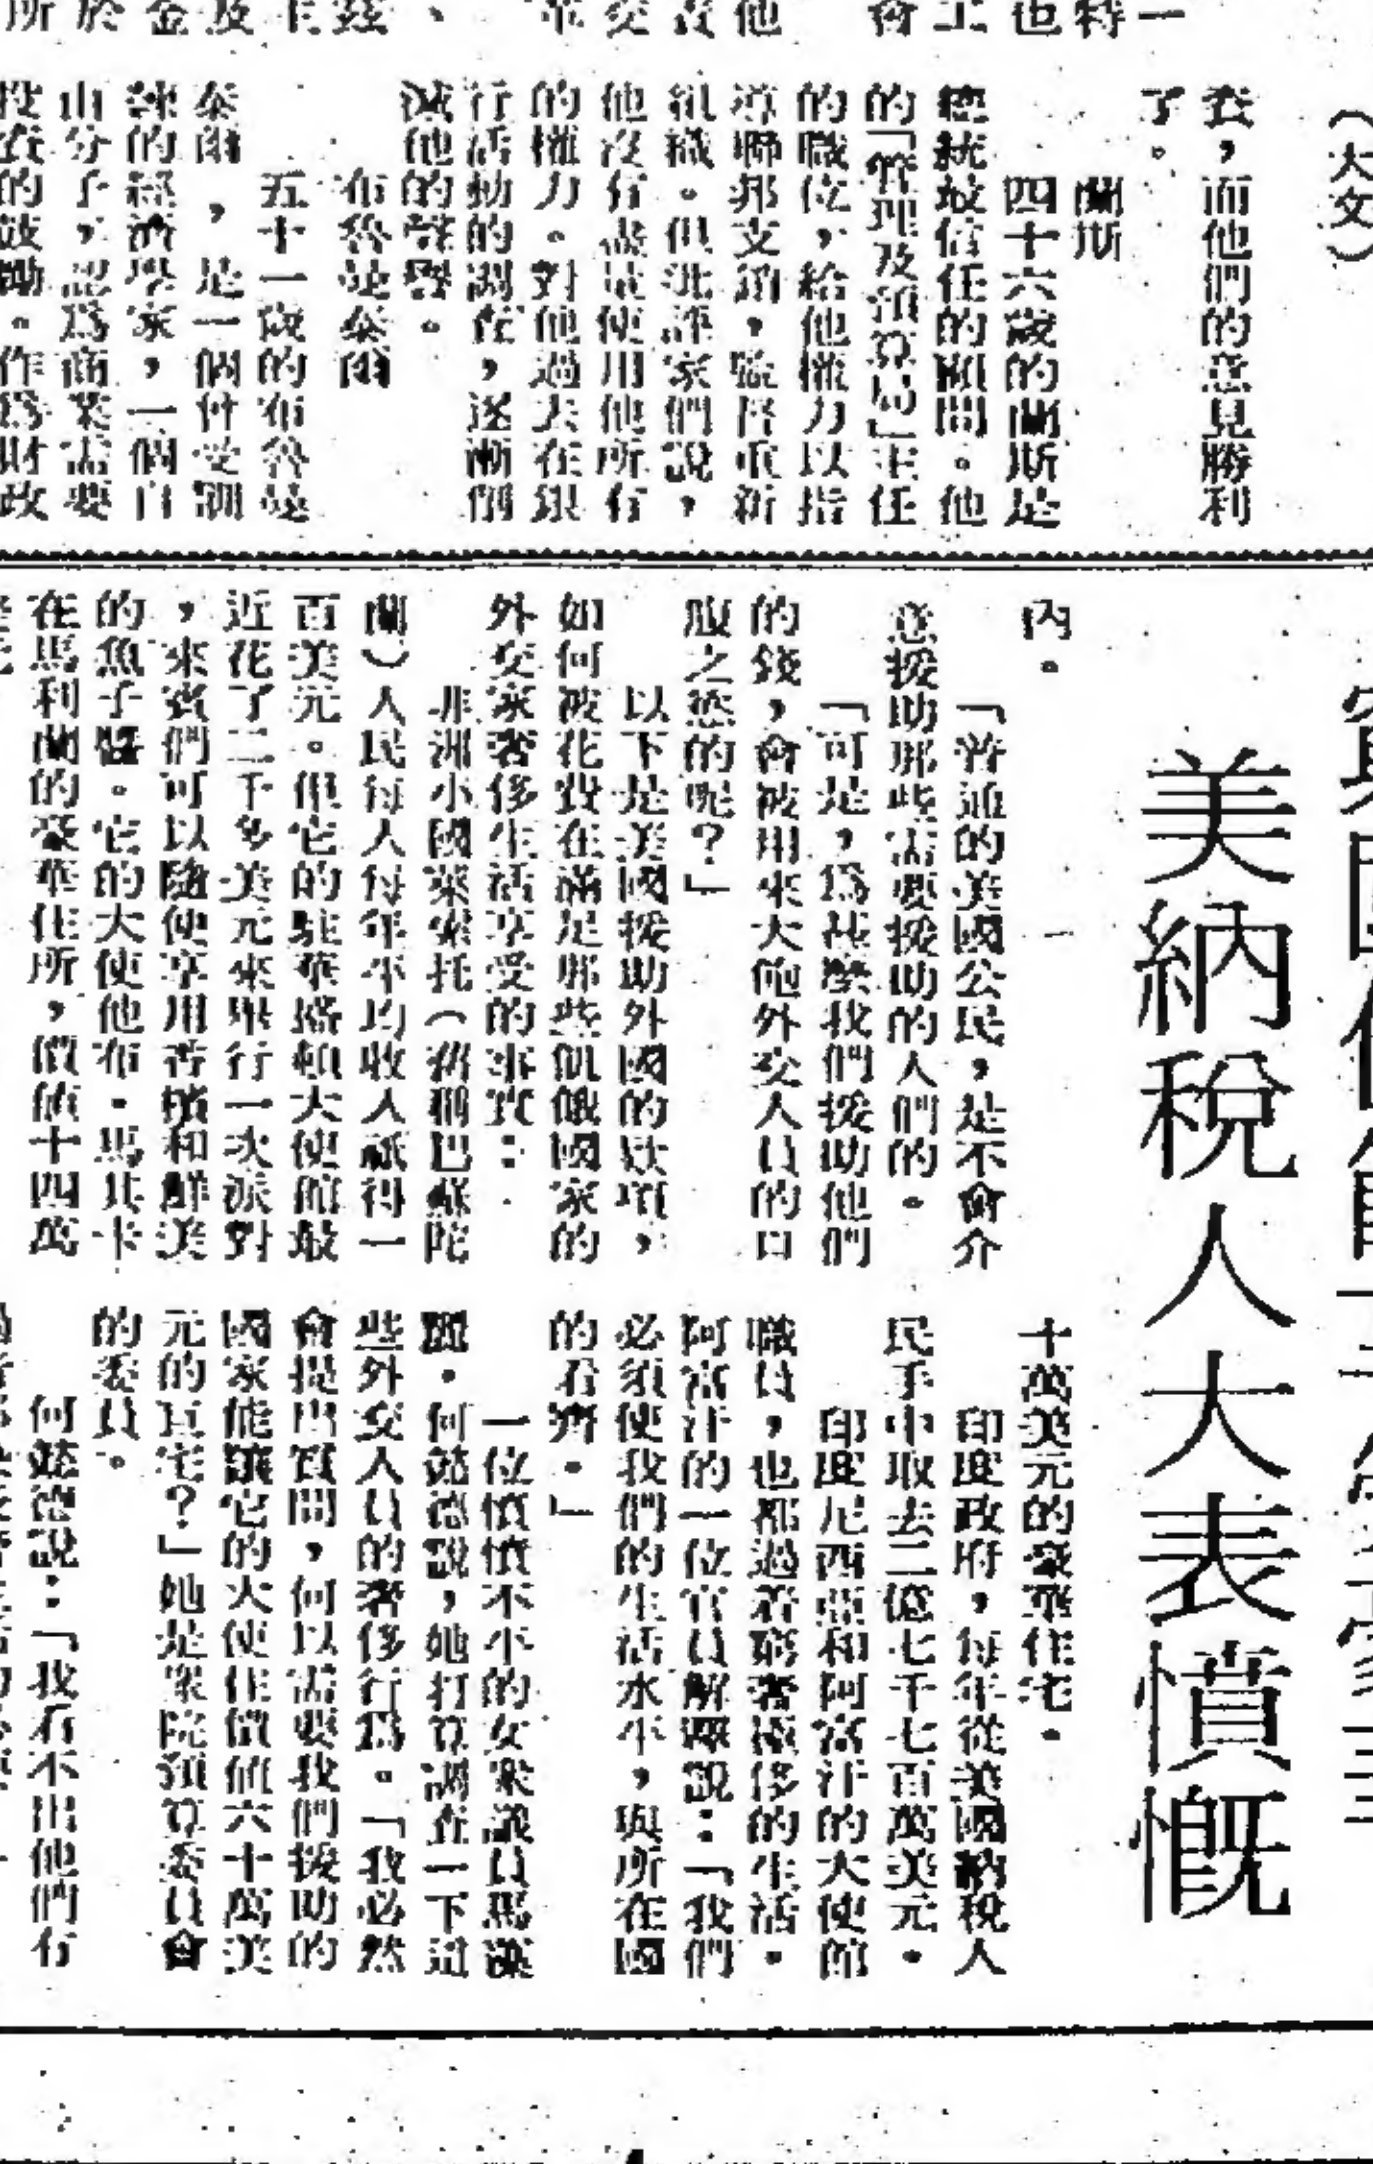 (大文)
套，而他們的意見勝利
了。
蘭斯
四十六歲的蘭斯是
總統最信任的顧問。他
的「管理及預算局」主任
的職位，給他權力以指
導聯邦支銷，監督重新
組織。但批評家們說，
他沒有盡量使用他所有
的權力。對他過去在銀
行活動的調查，逐漸削
減他的聲譽。
布魯是泰爾
五十一歲的布魯是
泰爾，是一個什受訓
練的經濟學家，一個自
由分子，認爲商業需要
投資的鼓勵。作爲財政
美納稅人大表憤慨
內。
「普通的美國公民，是不會介
意援助那些需要援助的人們的。
「可是，爲甚麼我們援助他們
的錢，會被用來大飽外交人員的口
腹之慾的呢？」
以下是美國援助外國的款項，
如何被花費在滿足那些飢餓國家的
外交家奢侈生活享受的事實：
非洲小國萊索托（舊稱巴蘇陀
蘭）人民每人每年平均收入祇得一
百美元。但它的駐華盛頓大使館最
近花了二千多美元來舉行一次派對
，來賓們可以隨便享用香檳和鮮美
的魚子醬。它的大使他布．馬其卡
在馬利蘭的豪華住所，價值十四萬
十萬美元的豪華住宅。
印度政府，每年從美國納稅人
民手中取去二億七千七百萬美元。
印度尼西亞和阿富汗的大使館
職員，也都過着窮奢極侈的生活。
阿富汗的一位官員解釋說：「我們
必須使我們的生活水平，與所在國
的看齊。」
一位憤憤不平的女衆議員馬漢
麗．何茲德說，她打算調查一下這
些外交人員的奢侈行爲。「我必然
會提出質問，何以需要我們援助的
國家能讓它的大使住價值六十萬美
元的巨宅？」她是衆院預算委員會
的委員。
何茲德說：「我看不出他們有